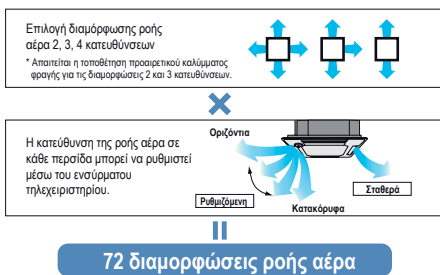 Επιλογή διαμόρφωσης ροής
αέρα 2, 3, 4 κατευθύνσεων
* Απαιτείται η τοποθέτηση προαιρετικού καλύμματος
φραγής για τις διαμορφώσεις 2 και 3 κατευθύνσεων.
Η κατεύθυνση της ροής αέρα σε
κάθε περσίδα μπορεί να ρυθμιστεί
μέσω του ενσύρματου
τηλεχειριστηρίου.
Οριζόντια
Ρυθμιζόμενη
Κατακόρυφα
Σταθερά
72 διαμορφώσεις ροής αέρα